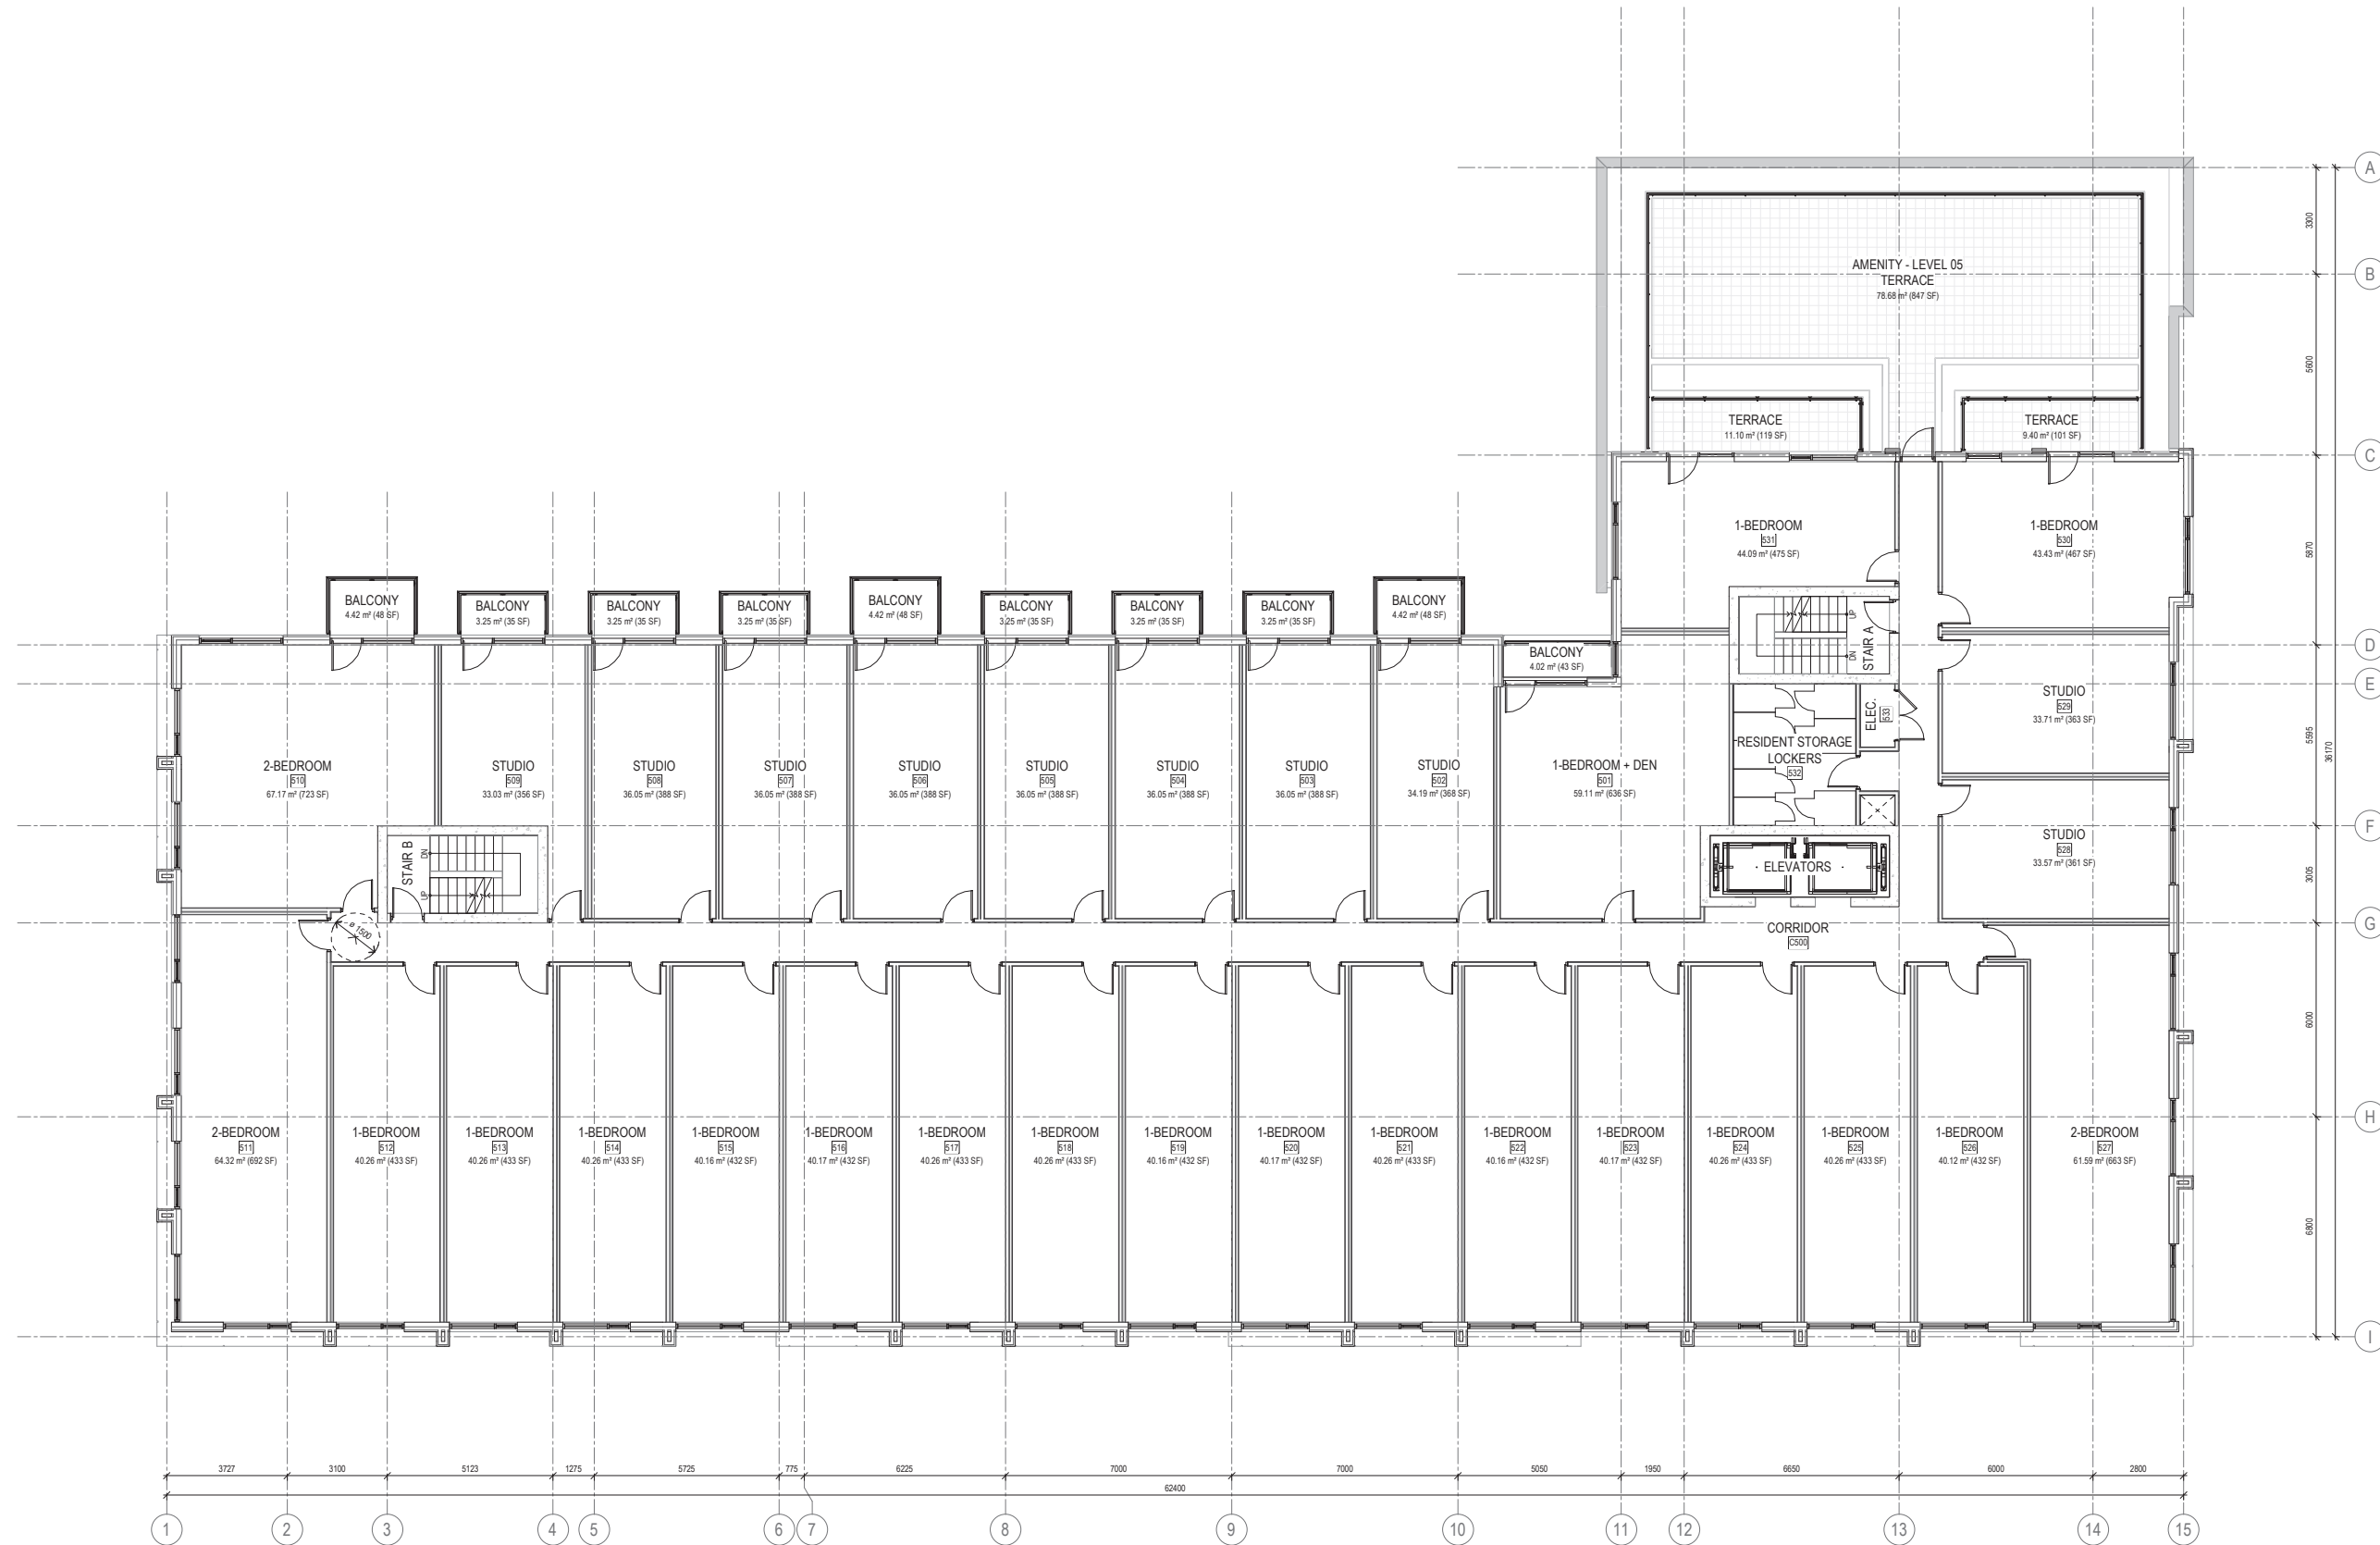 A
3300
B
AMENITY - LEVEL 05
TERRACE
78.68 m² (847 SF)
5600
36170
TERRACE
11.10 m² (119 SF)
TERRACE
9.40 m² (101 SF)
C
1-BEDROOM
531
44.09 m² (475 SF)
1-BEDROOM
530
43.43 m² (467 SF)
5870
BALCONY
4.42 m² (48 SF)
BALCONY
3.25 m² (35 SF)
BALCONY
3.25 m² (35 SF)
BALCONY
3.25 m² (35 SF)
BALCONY
4.42 m² (48 SF)
BALCONY
3.25 m² (35 SF)
BALCONY
3.25 m² (35 SF)
BALCONY
3.25 m² (35 SF)
BALCONY
4.42 m² (48 SF)
BALCONY
4.02 m² (43 SF)
UP
DN
STAIR A
D
E
2-BEDROOM
510
67.17 m² (723 SF)
STUDIO
509
33.03 m² (356 SF)
STUDIO
508
36.05 m² (388 SF)
STUDIO
507
36.05 m² (388 SF)
STUDIO
506
36.05 m² (388 SF)
STUDIO
505
36.05 m² (388 SF)
STUDIO
504
36.05 m² (388 SF)
STUDIO
503
36.05 m² (388 SF)
STUDIO
502
34.19 m² (368 SF)
1-BEDROOM + DEN
501
59.11 m² (636 SF)
RESIDENT STORAGE
LOCKERS
532
ELEC.
533
STUDIO
529
33.71 m² (363 SF)
5595
F
STUDIO
528
33.57 m² (361 SF)
STAIR B
DN
UP
ELEVATORS
3005
G
ø 1500
CORRIDOR
C500
6000
H
2-BEDROOM
511
64.32 m² (692 SF)
1-BEDROOM
512
40.26 m² (433 SF)
1-BEDROOM
513
40.26 m² (433 SF)
1-BEDROOM
514
40.26 m² (433 SF)
1-BEDROOM
515
40.16 m² (432 SF)
1-BEDROOM
516
40.17 m² (432 SF)
1-BEDROOM
517
40.26 m² (433 SF)
1-BEDROOM
518
40.26 m² (433 SF)
1-BEDROOM
519
40.16 m² (432 SF)
1-BEDROOM
520
40.17 m² (432 SF)
1-BEDROOM
521
40.26 m² (433 SF)
1-BEDROOM
522
40.16 m² (432 SF)
1-BEDROOM
523
40.17 m² (432 SF)
1-BEDROOM
524
40.26 m² (433 SF)
1-BEDROOM
525
40.26 m² (433 SF)
1-BEDROOM
526
40.12 m² (432 SF)
2-BEDROOM
527
61.59 m² (663 SF)
6800
I
3727 3100 5123 1275 5725 775 6225 7000 7000 5050 1950 6650 6000 2800
62400
1 2 3 4 5 6 7 8 9 10 11 12 13 14 15